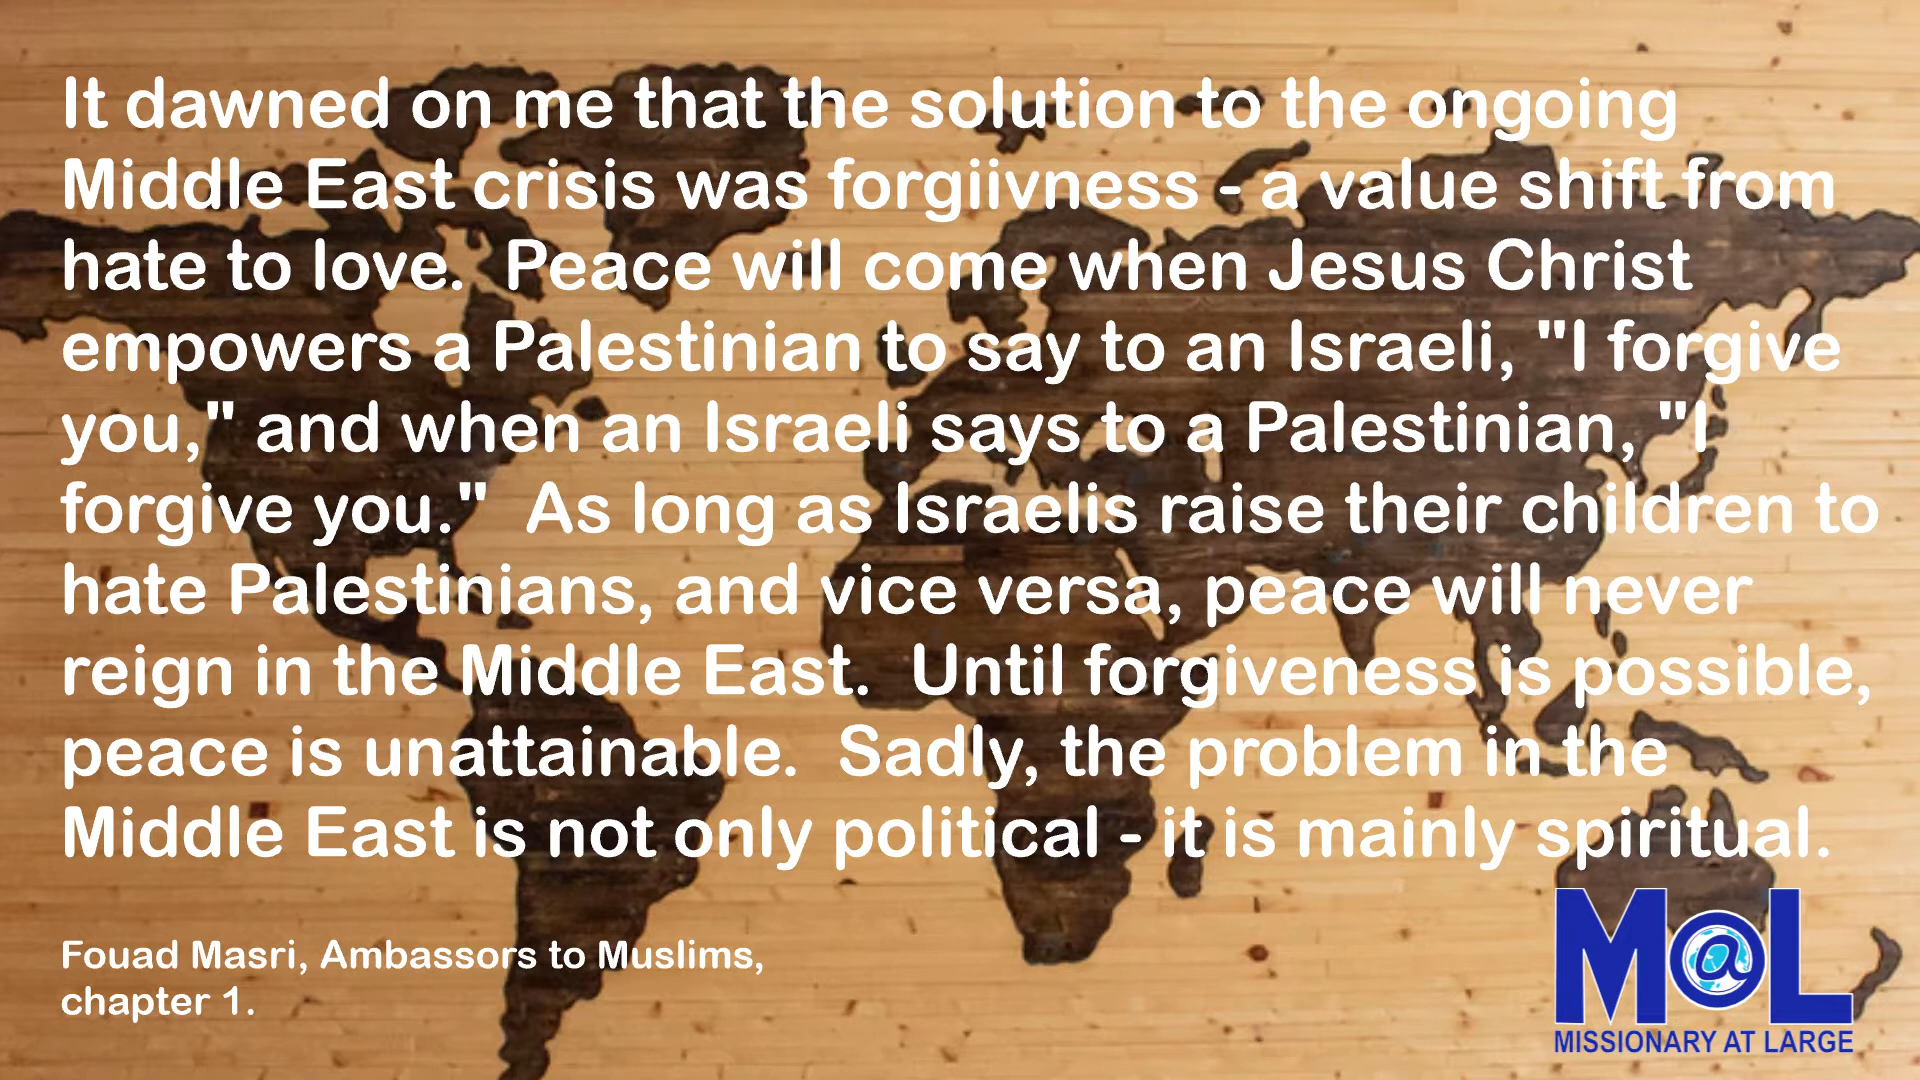 It dawned on me that the solution to the ongoing
Middle East crisis was forgiivness - a value shift from
hate to love.  Peace will come when Jesus Christ
empowers a Palestinian to say to an Israeli, "I forgive
you," and when an Israeli says to a Palestinian, "I
forgive you."  As long as Israelis raise their children to
hate Palestinians, and vice versa, peace will never
reign in the Middle East.  Until forgiveness is possible,
peace is unattainable.  Sadly, the problem in the
Middle East is not only political - it is mainly spiritual.
Fouad Masri, Ambassors to Muslims,
chapter 1.
M@L
MISSIONARY AT LARGE